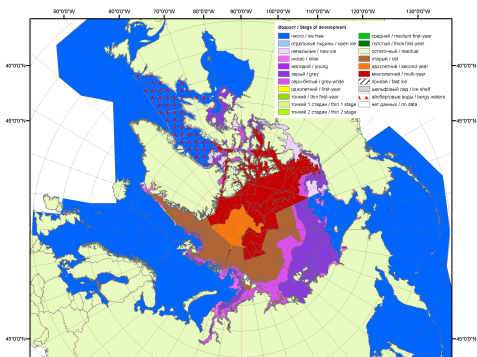 50°0'0"W 60°0'0"W 70°0'0"W 80°0'0"W 90°0'0"W 100°0'0"W 110°0'0"W 120°0'0"W 130°0'0"W
Возраст / Stage of development
чисто / ice free
отдельные льдины / open ice
начальные / new ice
нилас / nilas
молодой / young
серый / grey
серо-белый / grey-white
однолетний / first-year
тонкий / thin first-year
тонкий 1 стадии / thin 1 stage
тонкий 2 стадии / thin 2 stage
средний / medium first-year
толстый / thick first-year
остаточный / residual
старый / old
двухлетний / second-year
многолетний / multi-year
припай / fast ice
шельфовый лед / ice shelf
айсберговые воды / bergy waters
нет данных / no data
40°0'0"N
40°0'0"N
45°0'0"N
45°0'0"N
45°0'0"N
45°0'0"N